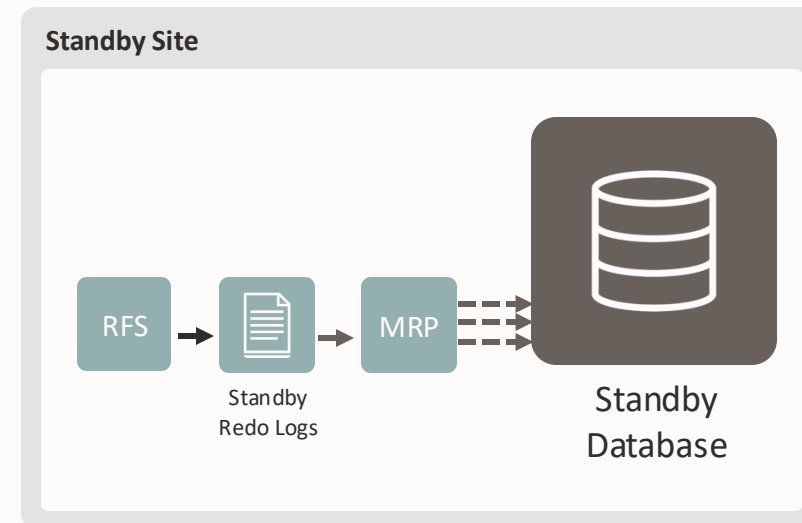 Standby Site
RFS
MRP
Standby
Redo Logs
Standby
Database